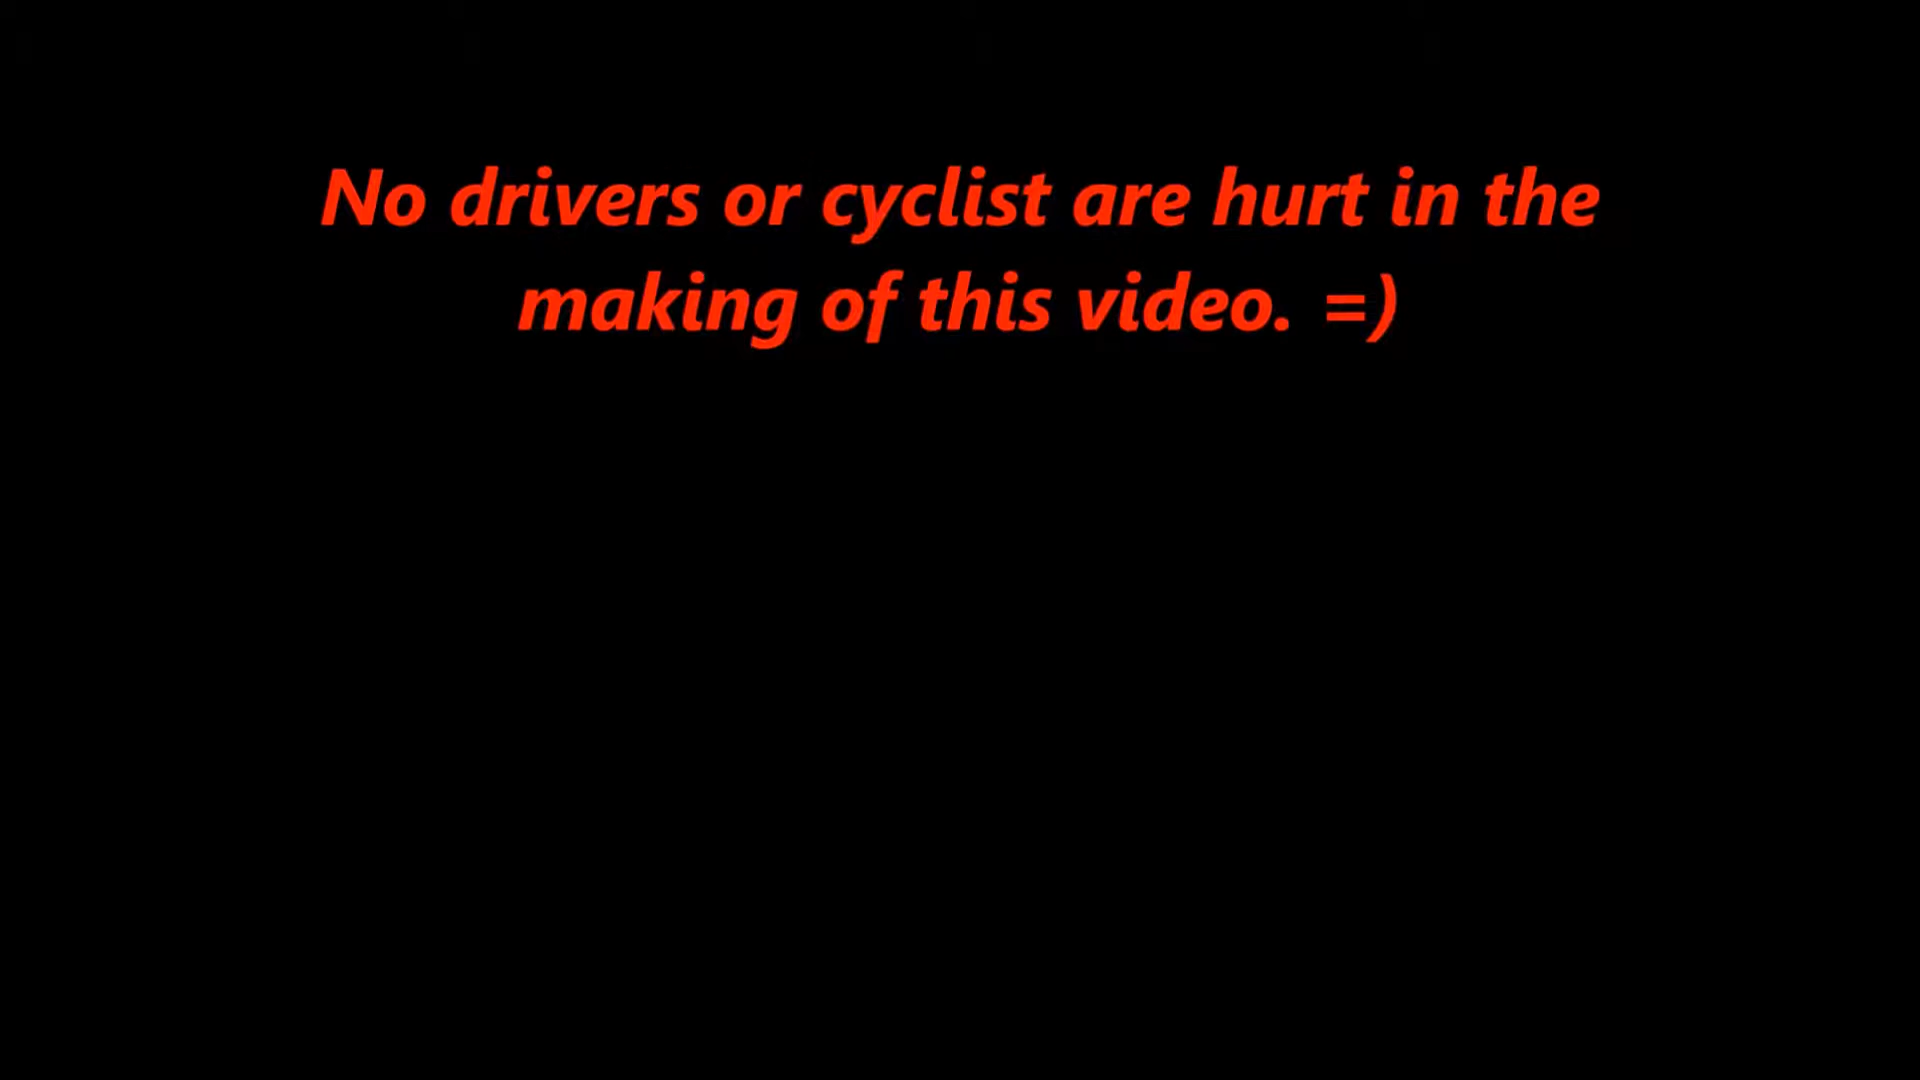 No drivers or cyclist are hurt in the
making of this video. =)